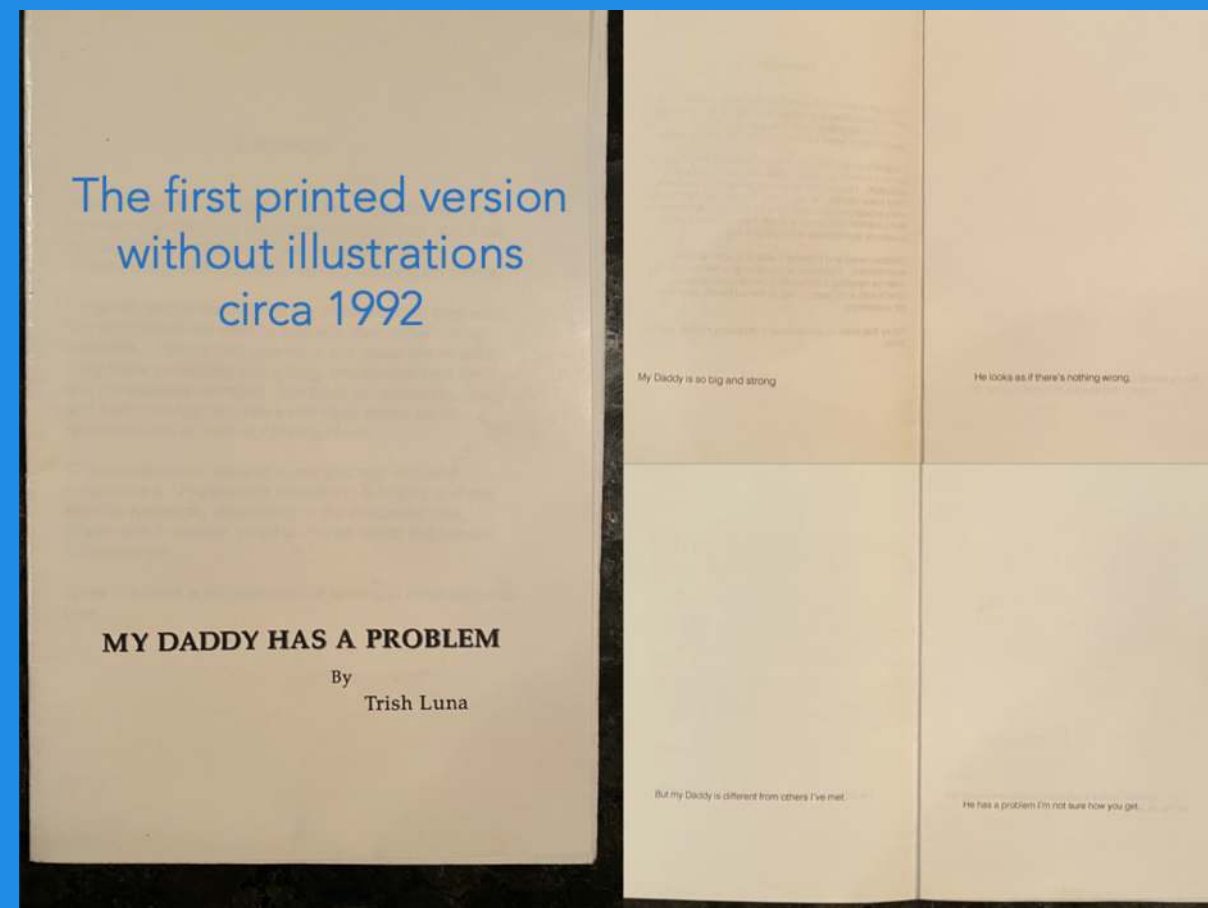 The first printed version
without illustrations
circa 1992
MY DADDY HAS A PROBLEM
By
Trish Luna
My Daddy is so big and strong
He looks as if there's nothing wrong.
But my Daddy is different from others I've met.
He has a problem I'm not sure how you get.